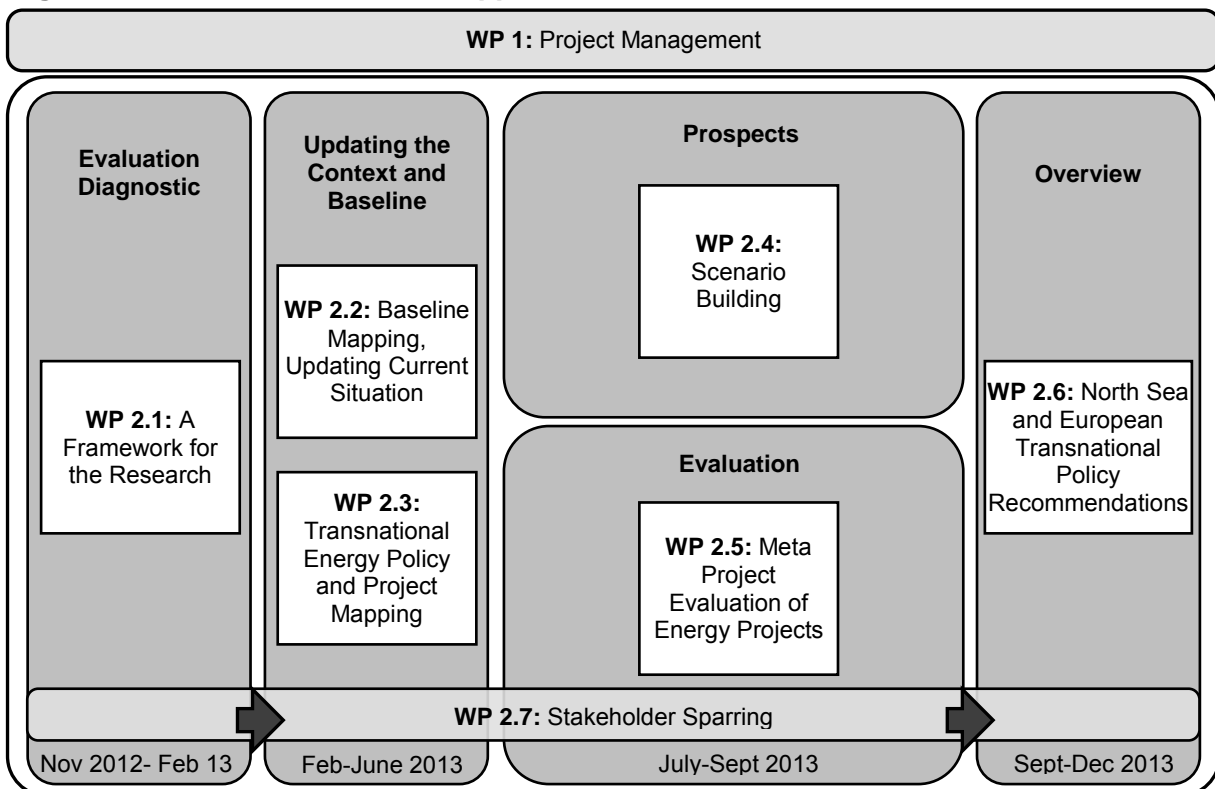 WP 1: Project Management
Evaluation
Diagnostic
WP 2.1: A
Framework for
the Research
Nov 2012- Feb 13
Updating the
Context and
Baseline
WP 2.2: Baseline
Mapping,
Updating Current
Situation
WP 2.3:
Transnational
Energy Policy
and Project
Mapping
Feb-June 2013
Prospects
WP 2.4:
Scenario
Building
Evaluation
WP 2.5: Meta
Project
Evaluation of
Energy Projects
July-Sept 2013
Overview
WP 2.6: North Sea
and European
Transnational
Policy
Recommendations
Sept-Dec 2013
WP 2.7: Stakeholder Sparring